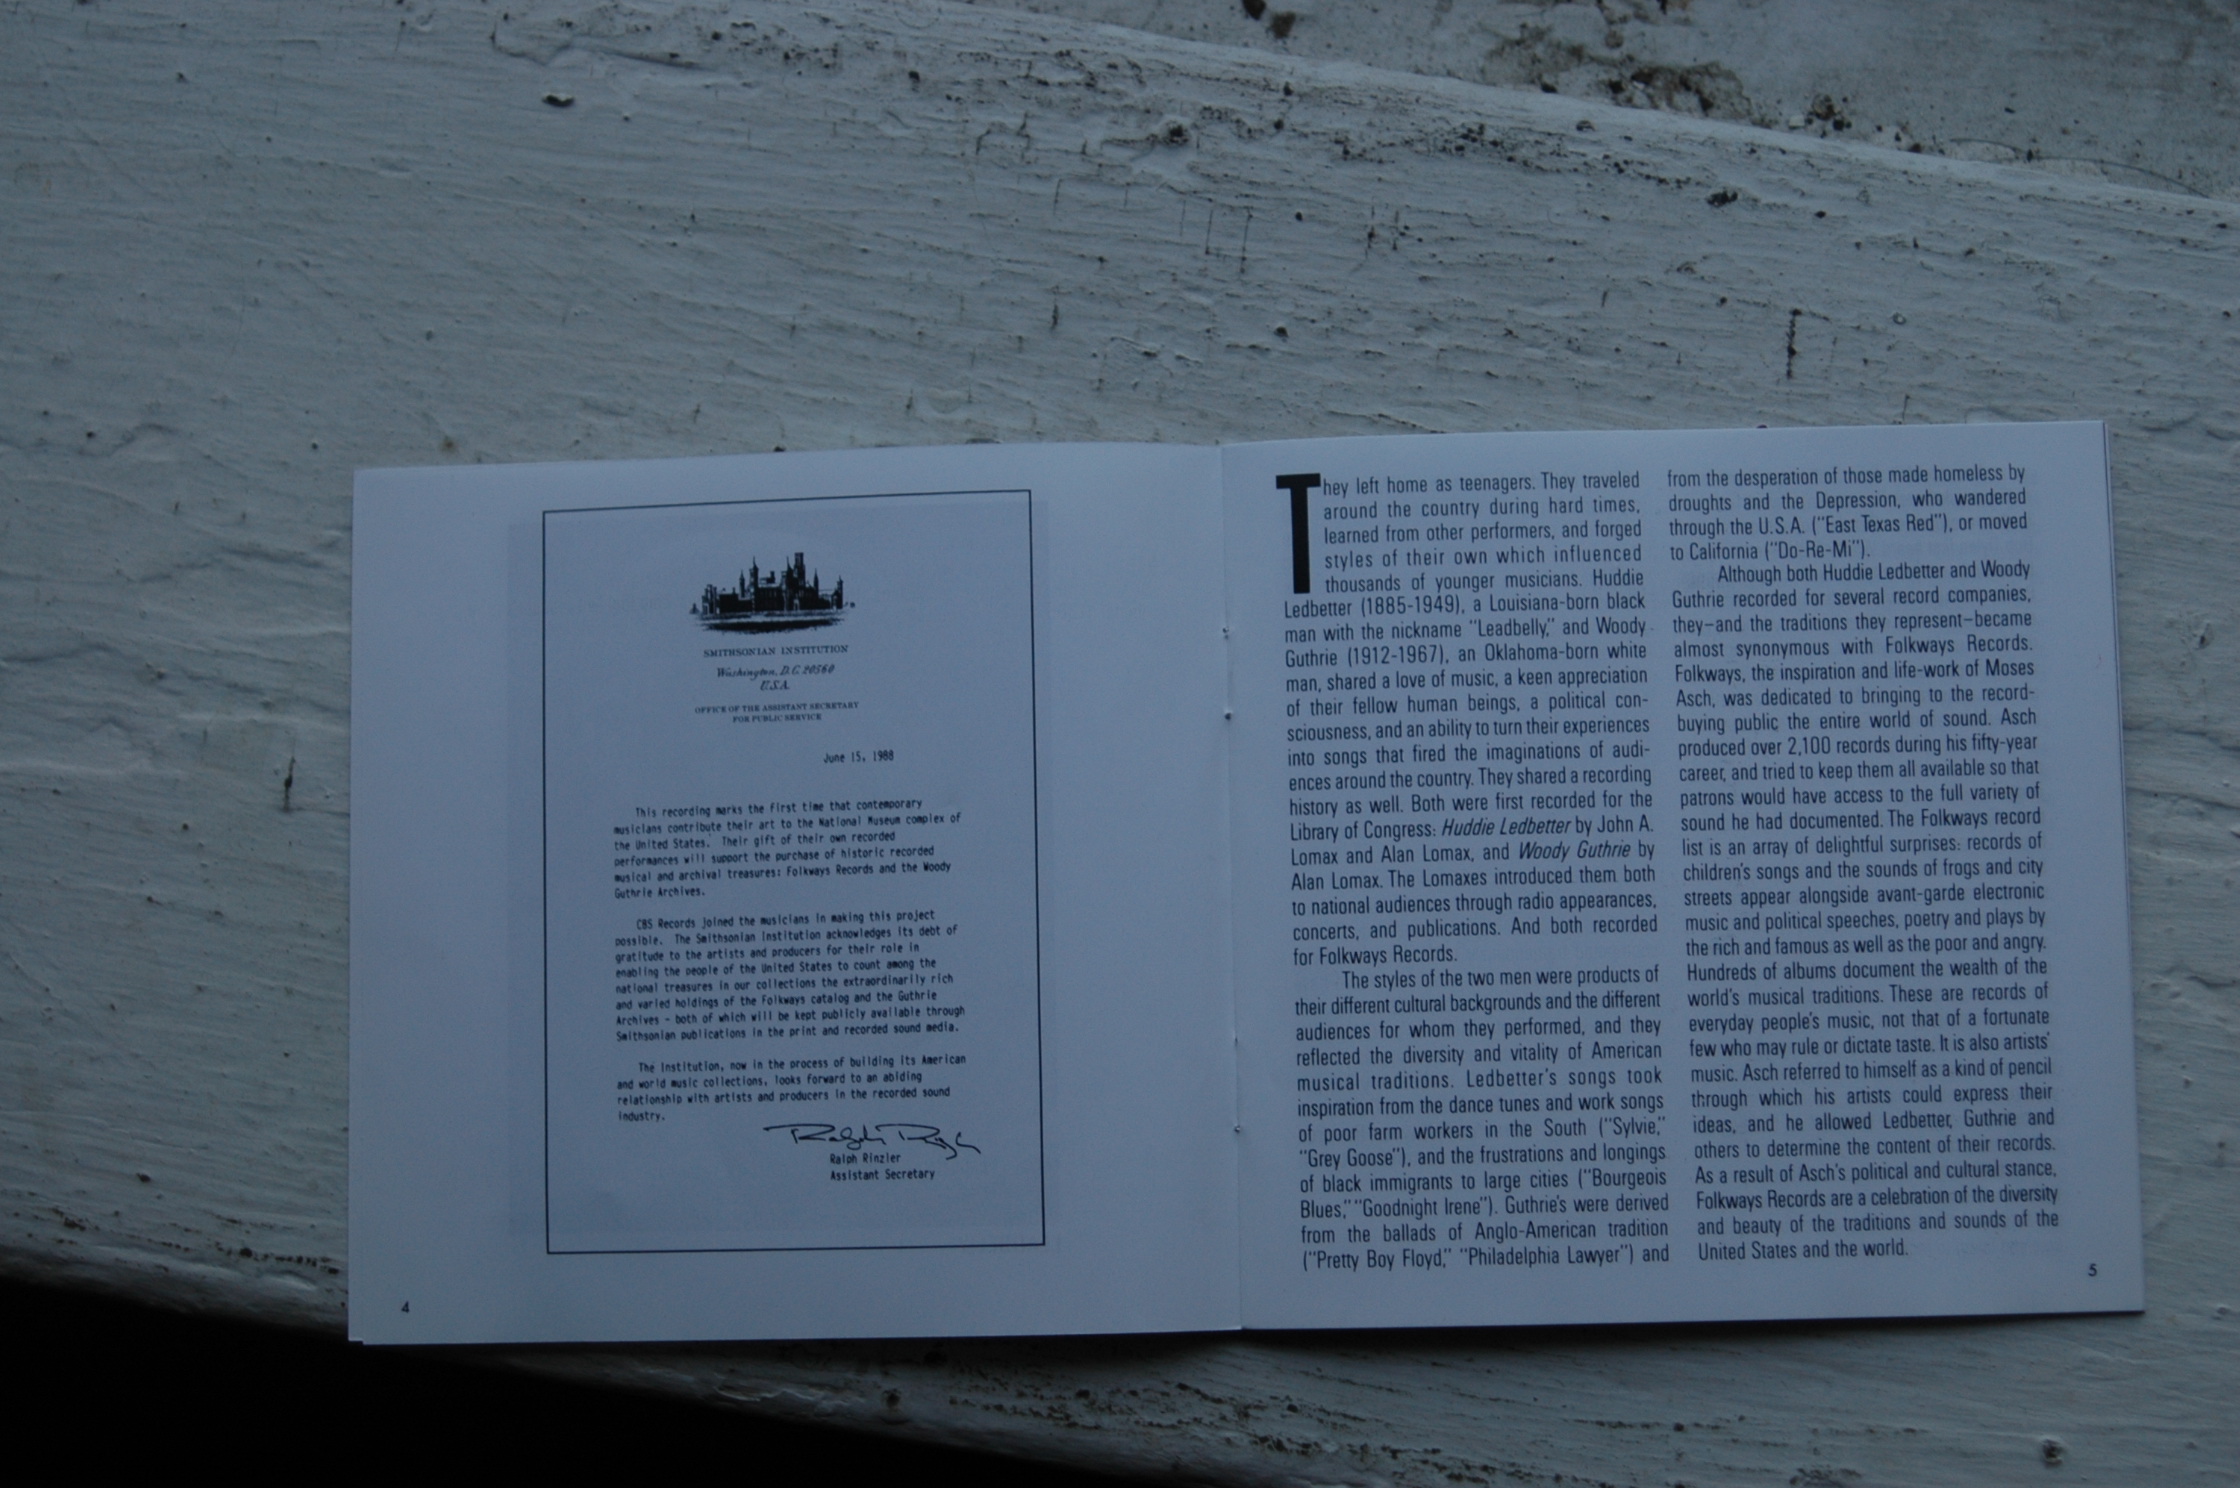 SMITHSONIAN INSTITUTION
Washington, D.C. 20560
U.S.A.
OFFICE OF THE ASSISTANT SECRETARY
FOR PUBLIC SERVICE
June 15, 1988
This recording marks the first time that contemporary
musicians contribute their art to the National Museum complex of
the United States. Their gift of their own recorded
performances will support the purchase of historic recorded
musical and archival treasures: Folkways Records and the Woody
Guthrie Archives.
CBS Records joined the musicians in making this project
possible. The Smithsonian Institution acknowledges its debt of
gratitude to the artists and producers for their role in
enabling the people of the United States to count among the
national treasures in our collections the extraordinarily rich
and varied holdings of the Folkways catalog and the Guthrie
Archives - both of which will be kept publicly available through
Smithsonian publications in the print and recorded sound media.
The Institution, now in the process of building its American
and world music collections, looks forward to an abiding
relationship with artists and producers in the recorded sound
industry.
Ralph Rinzler
Ralph Rinzler
Assistant Secretary
4
They left home as teenagers. They traveled
around the country during hard times,
learned from other performers, and forged
styles of their own which influenced
thousands of younger musicians. Huddie
Ledbetter (1885-1949), a Louisiana-born black
man with the nickname "Leadbelly," and Woody
Guthrie (1912-1967), an Oklahoma-born white
man, shared a love of music, a keen appreciation
of their fellow human beings, a political con-
sciousness, and an ability to turn their experiences
into songs that fired the imaginations of audi-
ences around the country. They shared a recording
history as well. Both were first recorded for the
Library of Congress: Huddie Ledbetter by John A.
Lomax and Alan Lomax, and Woody Guthrie by
Alan Lomax. The Lomaxes introduced them both
to national audiences through radio appearances,
concerts, and publications. And both recorded
for Folkways Records.
The styles of the two men were products of
their different cultural backgrounds and the different
audiences for whom they performed, and they
reflected the diversity and vitality of American
musical traditions. Ledbetter's songs took
inspiration from the dance tunes and work songs
of poor farm workers in the South ("Sylvie,"
"Grey Goose"), and the frustrations and longings
of black immigrants to large cities ("Bourgeois
Blues," "Goodnight Irene"). Guthrie's were derived
from the ballads of Anglo-American tradition
("Pretty Boy Floyd," "Philadelphia Lawyer") and
from the desperation of those made homeless by
droughts and the Depression, who wandered
through the U.S.A. ("East Texas Red"), or moved
to California ("Do-Re-Mi").
Although both Huddie Ledbetter and Woody
Guthrie recorded for several record companies,
they—and the traditions they represent—became
almost synonymous with Folkways Records.
Folkways, the inspiration and life-work of Moses
Asch, was dedicated to bringing to the record-
buying public the entire world of sound. Asch
produced over 2,100 records during his fifty-year
career, and tried to keep them all available so that
patrons would have access to the full variety of
sound he had documented. The Folkways record
list is an array of delightful surprises: records of
children's songs and the sounds of frogs and city
streets appear alongside avant-garde electronic
music and political speeches, poetry and plays by
the rich and famous as well as the poor and angry.
Hundreds of albums document the wealth of the
world's musical traditions. These are records of
everyday people's music, not that of a fortunate
few who may rule or dictate taste. It is also artists'
music. Asch referred to himself as a kind of pencil
through which his artists could express their
ideas, and he allowed Ledbetter, Guthrie and
others to determine the content of their records.
As a result of Asch's political and cultural stance,
Folkways Records are a celebration of the diversity
and beauty of the traditions and sounds of the
United States and the world.
5